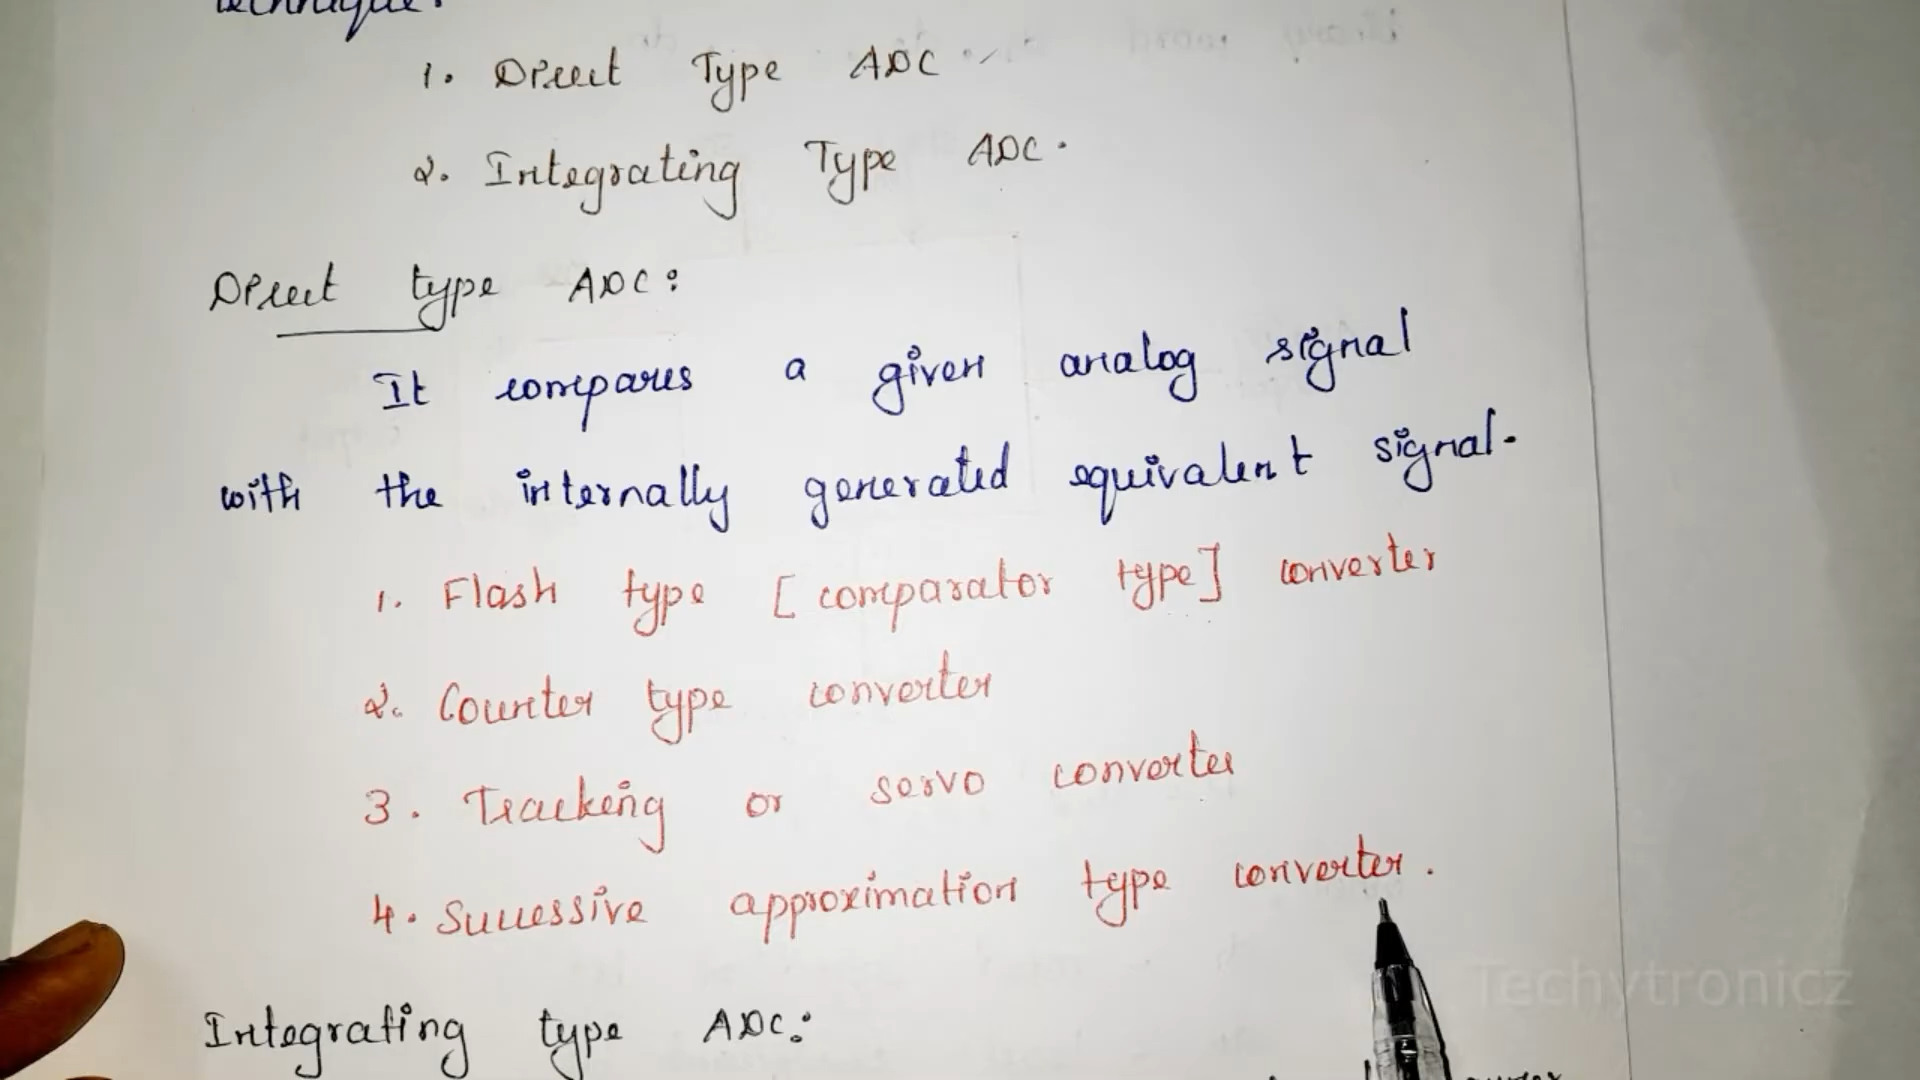 technique.
1. Direct Type ADC.
2. Integrating Type ADC.
Direct type ADC:
It compares a given analog signal
with the internally generated equivalent signal.
1. Flash type [comparator type] converter
2. Counter type converter
3. Tracking or servo converter
4. Successive approximation type converter.
Techytronicz
Integrating type ADC: